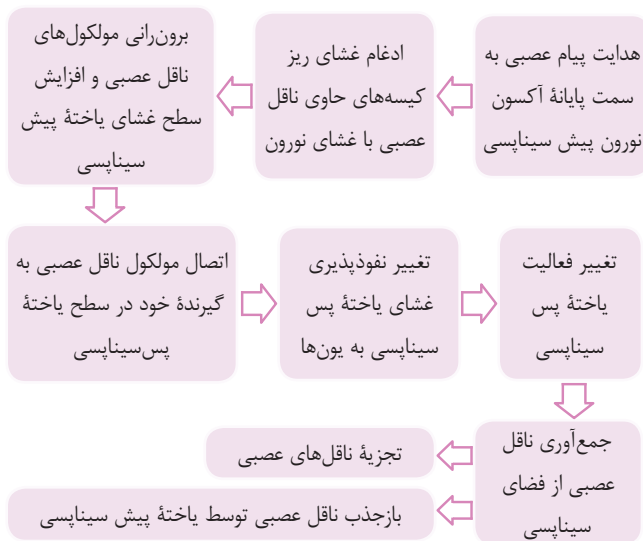 هدایت پیام عصبی به
سمت پایانهٔ آکسون
نورون پیش سیناپسی
ادغام غشای ریز
کیسه‌های حاوی ناقل
عصبی با غشای نورون
برون‌رانی مولکول‌های
ناقل عصبی و افزایش
سطح غشای یاختهٔ پیش
سیناپسی
اتصال مولکول ناقل عصبی به
گیرندهٔ خود در سطح یاختهٔ
پس‌سیناپسی
تغییر نفوذپذیری
غشای یاختهٔ پس
سیناپسی به یون‌ها
تغییر فعالیت
یاختهٔ پس
سیناپسی
جمع‌آوری ناقل
عصبی از فضای
سیناپسی
تجزیهٔ ناقل‌های عصبی
بازجذب ناقل عصبی توسط یاختهٔ پیش سیناپسی